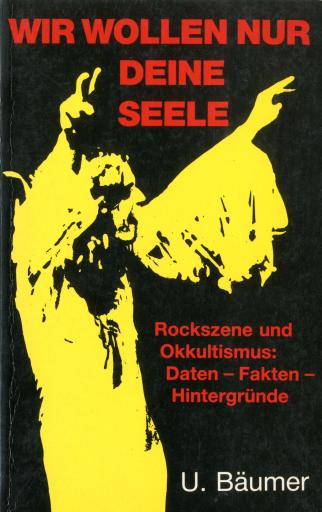 WIR WOLLEN NUR
DEINE
SEELE
Rockszene und
Okkultismus:
Daten – Fakten –
Hintergründe
U. Bäumer